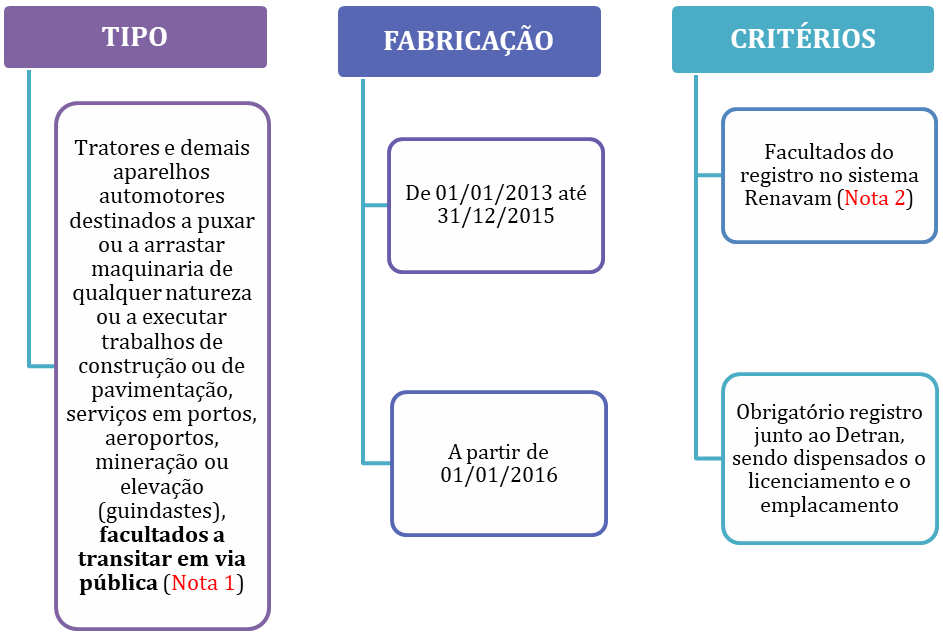 TIPO
Tratores e demais
aparelhos
automotores
destinados a puxar
ou a arrastar
maquinaria de
qualquer natureza
ou a executar
trabalhos de
construção ou de
pavimentação,
serviços em portos,
aeroportos,
mineração ou
elevação
(guindastes),
facultados a
transitar em via
pública (Nota 1)
FABRICAÇÃO
De 01/01/2013 até
31/12/2015
A partir de
01/01/2016
CRITÉRIOS
Facultados do
registro no sistema
Renavam (Nota 2)
Obrigatório registro
junto ao Detran,
sendo dispensados o
licenciamento e o
emplacamento